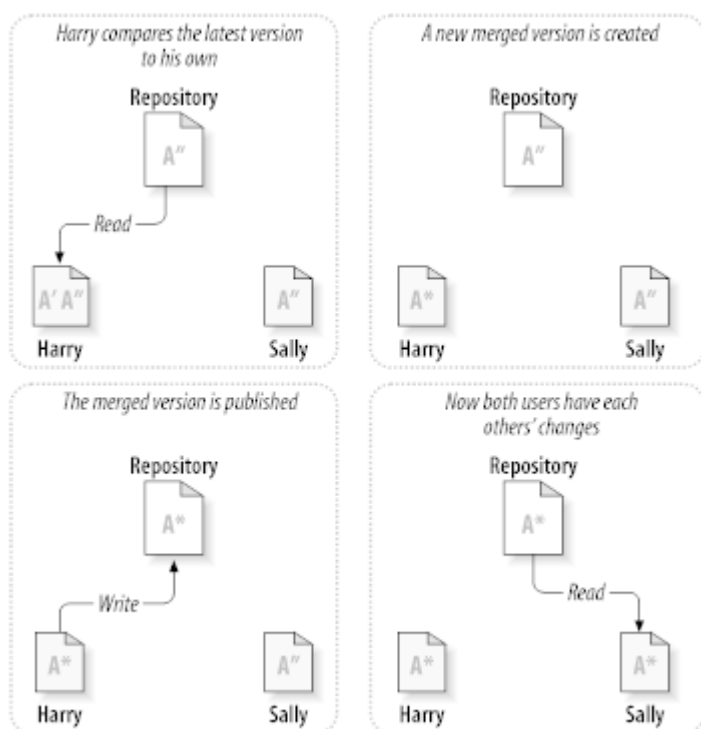 Harry compares the latest version
to his own
Repository
A″
Read
A′ A″
A″
Harry
Sally
A new merged version is created
Repository
A″
A*
A″
Harry
Sally
The merged version is published
Repository
A*
Write
A*
A″
Harry
Sally
Now both users have each
others’ changes
Repository
A*
Read
A*
A*
Harry
Sally